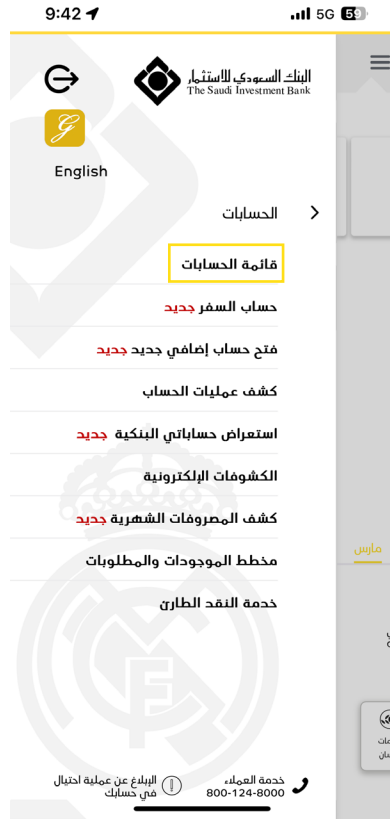 9:42
5G
59
البنك السعودي للاستثمار
The Saudi Investment Bank
English
الحسابات
قائمة الحسابات
حساب السفر جديد
فتح حساب إضافي جديد جديد
كشف عمليات الحساب
استعراض حساباتي البنكية جديد
الكشوفات الإلكترونية
كشف المصروفات الشهرية جديد
مخطط الموجودات والمطلوبات
خدمة النقد الطارئ
مارس
خدمة العملاء
800-124-8000
الإبلاغ عن عملية احتيال
في حسابك